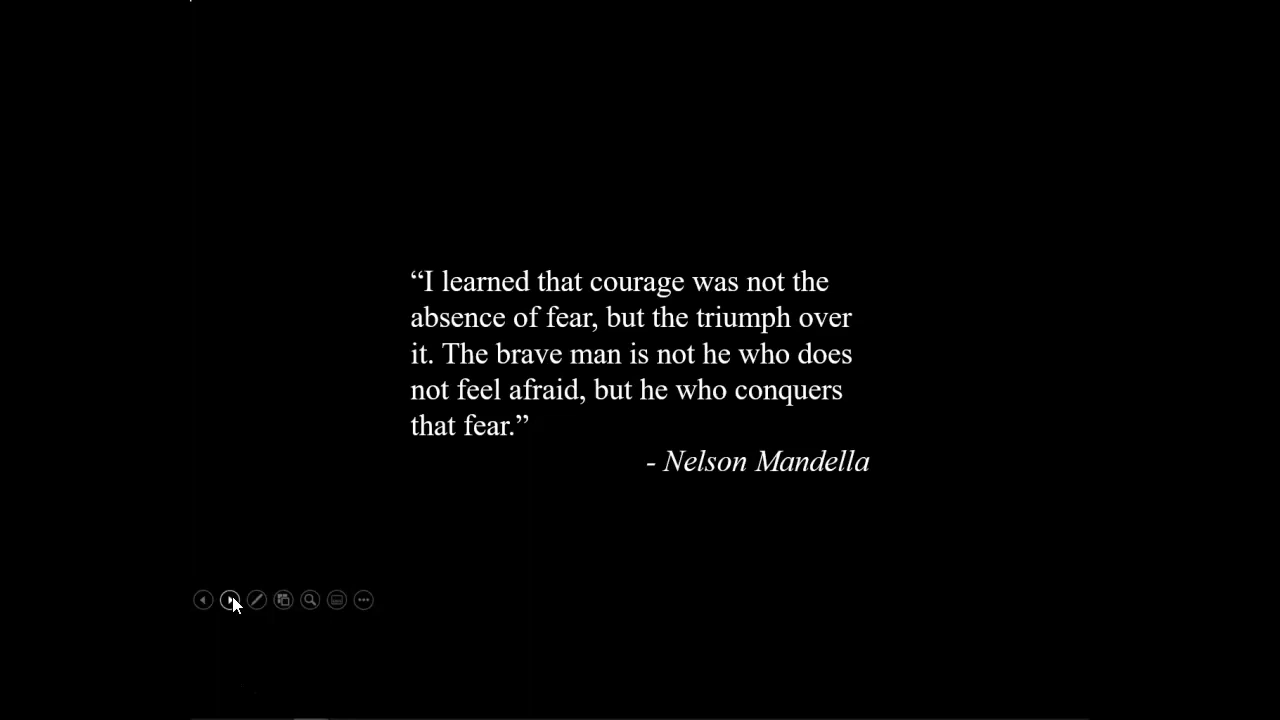 “I learned that courage was not the
absence of fear, but the triumph over
it. The brave man is not he who does
not feel afraid, but he who conquers
that fear.”
- Nelson Mandella